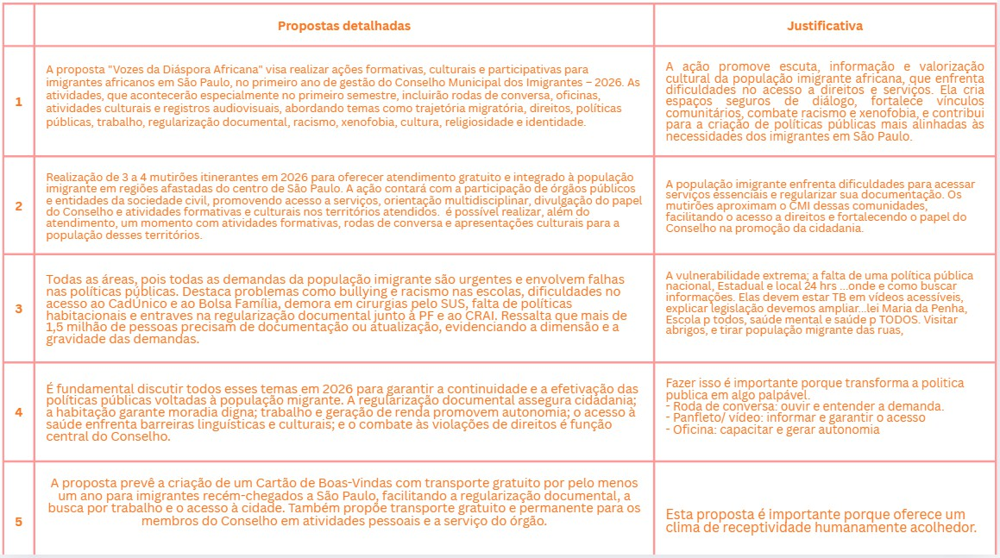 Propostas detalhadas
Justificativa
1
A proposta "Vozes da Diáspora Africana" visa realizar ações formativas, culturais e participativas para
imigrantes africanos em São Paulo, no primeiro ano de gestão do Conselho Municipal dos Imigrantes – 2026. As
atividades, que acontecerão especialmente no primeiro semestre, incluirão rodas de conversa, oficinas,
atividades culturais e registros audiovisuais, abordando temas como trajetória migratória, direitos, políticas
públicas, trabalho, regularização documental, racismo, xenofobia, cultura, religiosidade e identidade.
A ação promove escuta, informação e valorização
cultural da população imigrante africana, que enfrenta
dificuldades no acesso a direitos e serviços. Ela cria
espaços seguros de diálogo, fortalece vínculos
comunitários, combate racismo e xenofobia, e contribui
para a criação de políticas públicas mais alinhadas às
necessidades dos imigrantes em São Paulo.
2
Realização de 3 a 4 mutirões itinerantes em 2026 para oferecer atendimento gratuito e integrado à população
imigrante em regiões afastadas do centro de São Paulo. A ação contará com a participação de órgãos públicos
e entidades da sociedade civil, promovendo acesso a serviços, orientação multidisciplinar, divulgação do papel
do Conselho e atividades formativas e culturais nos territórios atendidos. é possível realizar, além do
atendimento, um momento com atividades formativas, rodas de conversa e apresentações culturais para a
população desses territórios.
A população imigrante enfrenta dificuldades para acessar
serviços essenciais e regularizar sua documentação. Os
mutirões aproximam o CMI dessas comunidades,
facilitando o acesso a direitos e fortalecendo o papel do
Conselho na promoção da cidadania.
3
Todas as áreas, pois todas as demandas da população imigrante são urgentes e envolvem falhas
nas políticas públicas. Destaca problemas como bullying e racismo nas escolas, dificuldades no
acesso ao CadÚnico e ao Bolsa Família, demora em cirurgias pelo SUS, falta de políticas
habitacionais e entraves na regularização documental junto à PF e ao CRAI. Ressalta que mais de
1,5 milhão de pessoas precisam de documentação ou atualização, evidenciando a dimensão e a
gravidade das demandas.
A vulnerabilidade extrema; a falta de uma política pública
nacional, Estadual e local 24 hrs ...onde e como buscar
informações. Elas devem estar TB em vídeos acessíveis,
explicar legislação devemos ampliar...lei Maria da Penha,
Escola p todos, saúde mental e saúde p TODOS. Visitar
abrigos, e tirar população migrante das ruas,
4
É fundamental discutir todos esses temas em 2026 para garantir a continuidade e a efetivação das
políticas públicas voltadas à população migrante. A regularização documental assegura cidadania;
a habitação garante moradia digna; trabalho e geração de renda promovem autonomia; o acesso à
saúde enfrenta barreiras linguísticas e culturais; e o combate às violações de direitos é função
central do Conselho.
Fazer isso é importante porque transforma a politica
publica em algo palpável.
- Roda de conversa: ouvir e entender a demanda.
- Panfleto/ vídeo: informar e garantir o acesso
- Oficina: capacitar e gerar autonomia
5
A proposta prevê a criação de um Cartão de Boas-Vindas com transporte gratuito por pelo menos
um ano para imigrantes recém-chegados a São Paulo, facilitando a regularização documental, a
busca por trabalho e o acesso à cidade. Também propõe transporte gratuito e permanente para os
membros do Conselho em atividades pessoais e a serviço do órgão.
Esta proposta é importante porque oferece um
clima de receptividade humanamente acolhedor.